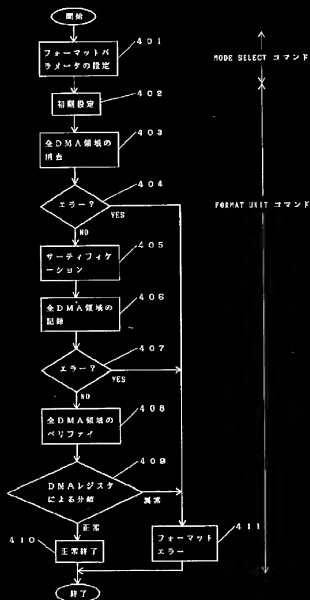 開始
フォーマットパ
ラメータの設定
401
MODE SELECT コマンド
初期設定
402
全DMA領域の
消去
403
エラー?
404
YES
NO
FORMAT UNIT コマンド
サーティフィケ
ーション
405
全DMA領域の
記録
406
エラー?
407
YES
NO
全DMA領域の
ベリファイ
408
DMAレジスタ
による分岐
409
異常
正常
410
正常終了
フォーマット
エラー
411
終了